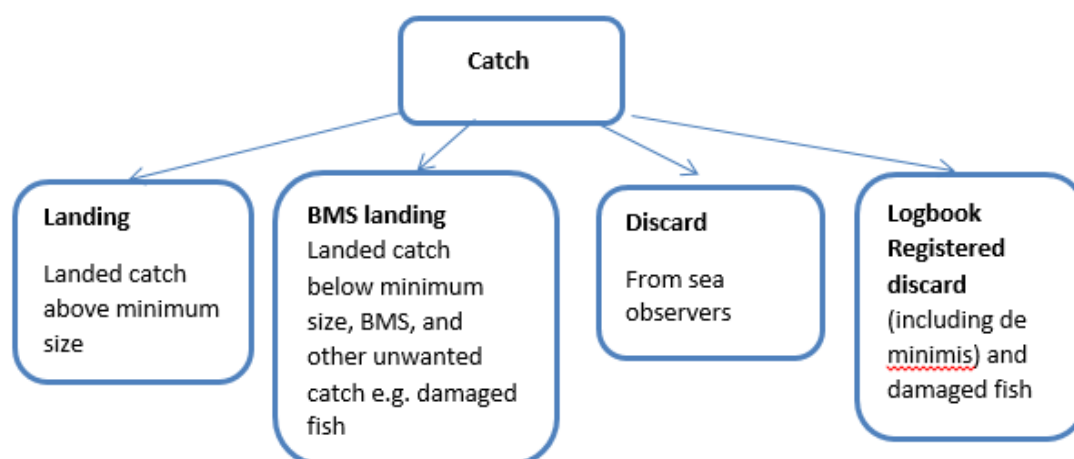 Catch
Landing
Landed catch
above minimum
size
BMS landing
Landed catch
below minimum
size, BMS, and
other unwanted
catch e.g. damaged
fish
Discard
From sea
observers
Logbook
Registered
discard
(including de
minimis) and
damaged fish